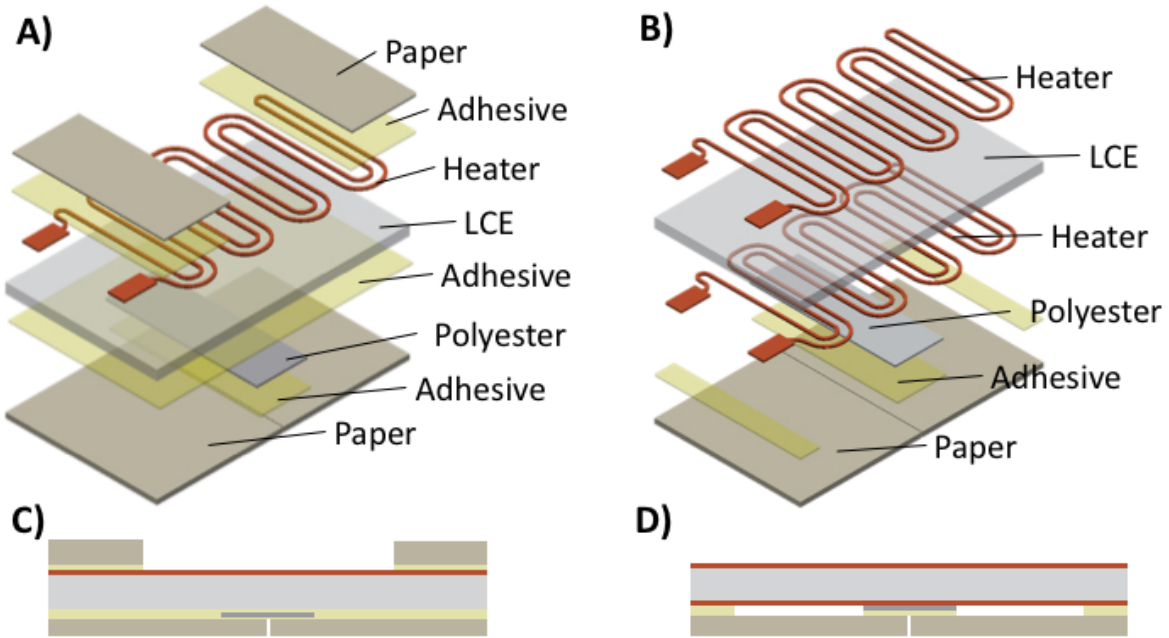 A)
Paper
Adhesive
Heater
LCE
Adhesive
Polyester
Adhesive
Paper
B)
Heater
LCE
Heater
Polyester
Adhesive
Paper
C)
D)